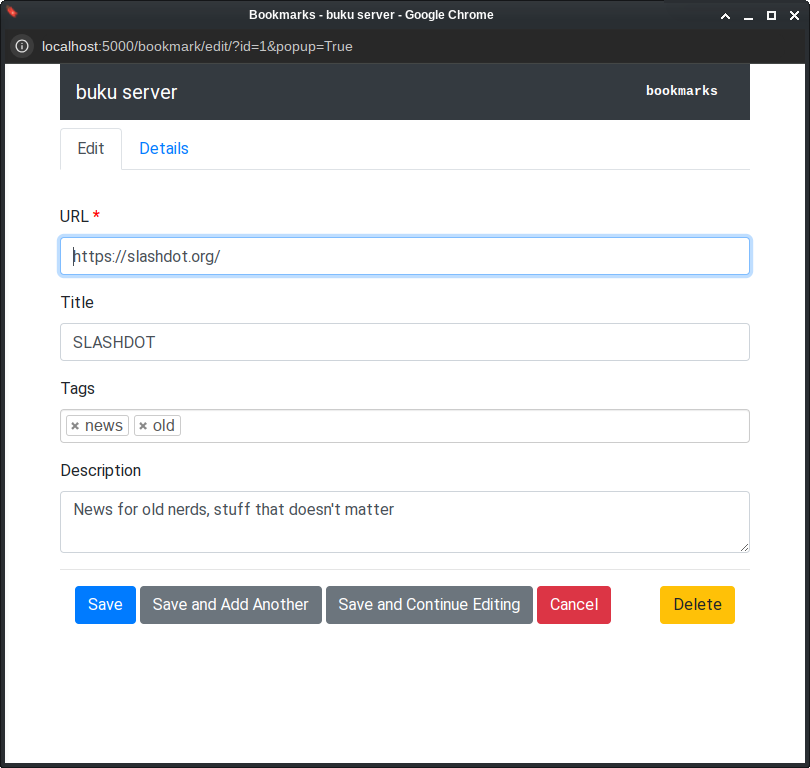 Bookmarks - buku server - Google Chrome
localhost:5000/bookmark/edit/?id=1&popup=True
buku server bookmarks
Edit Details
URL *
https://slashdot.org/
Title
SLASHDOT
Tags
× news × old
Description
News for old nerds, stuff that doesn't matter
Save Save and Add Another Save and Continue Editing Cancel Delete